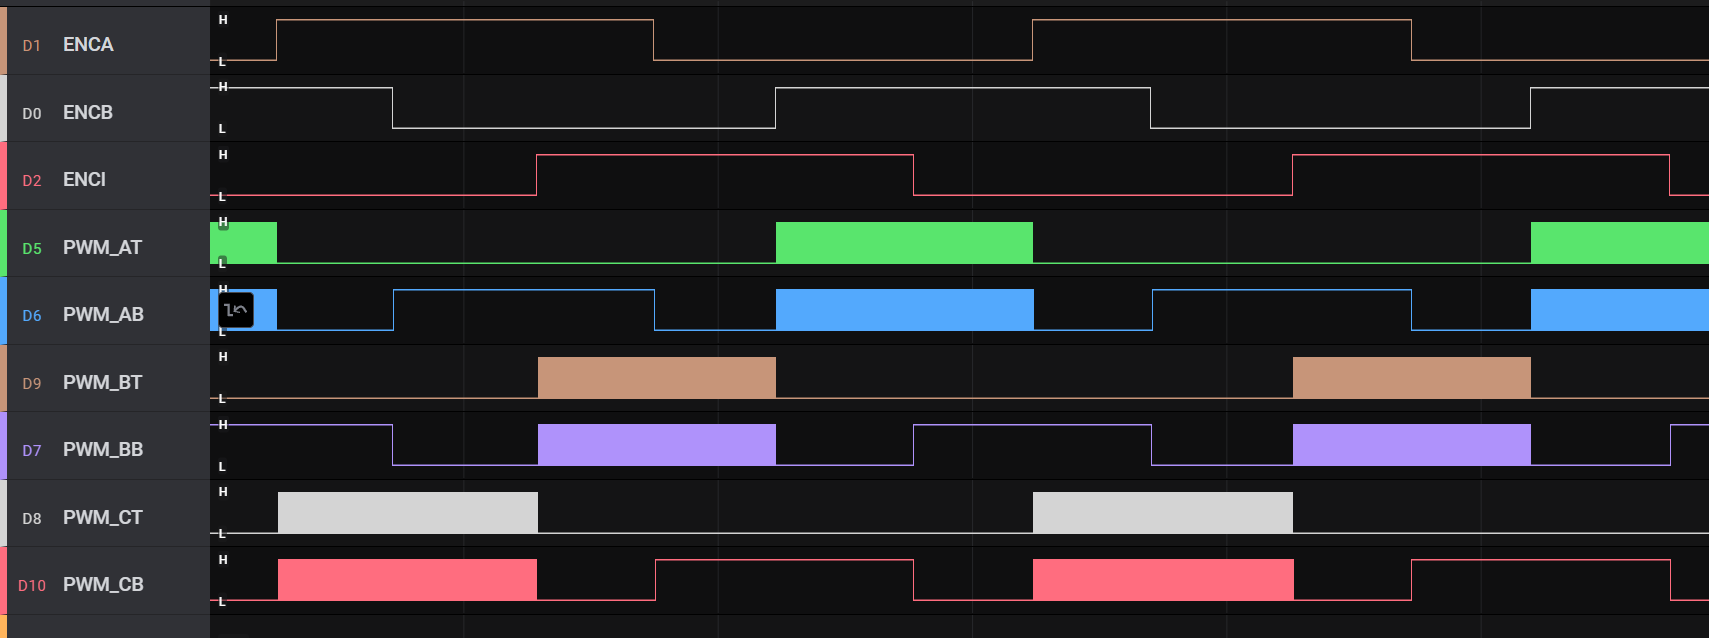 D1 ENCA H L
D0 ENCB H L
D2 ENCI H L
D5 PWM_AT H L
D6 PWM_AB H L
D9 PWM_BT H L
D7 PWM_BB H L
D8 PWM_CT H L
D10 PWM_CB H L